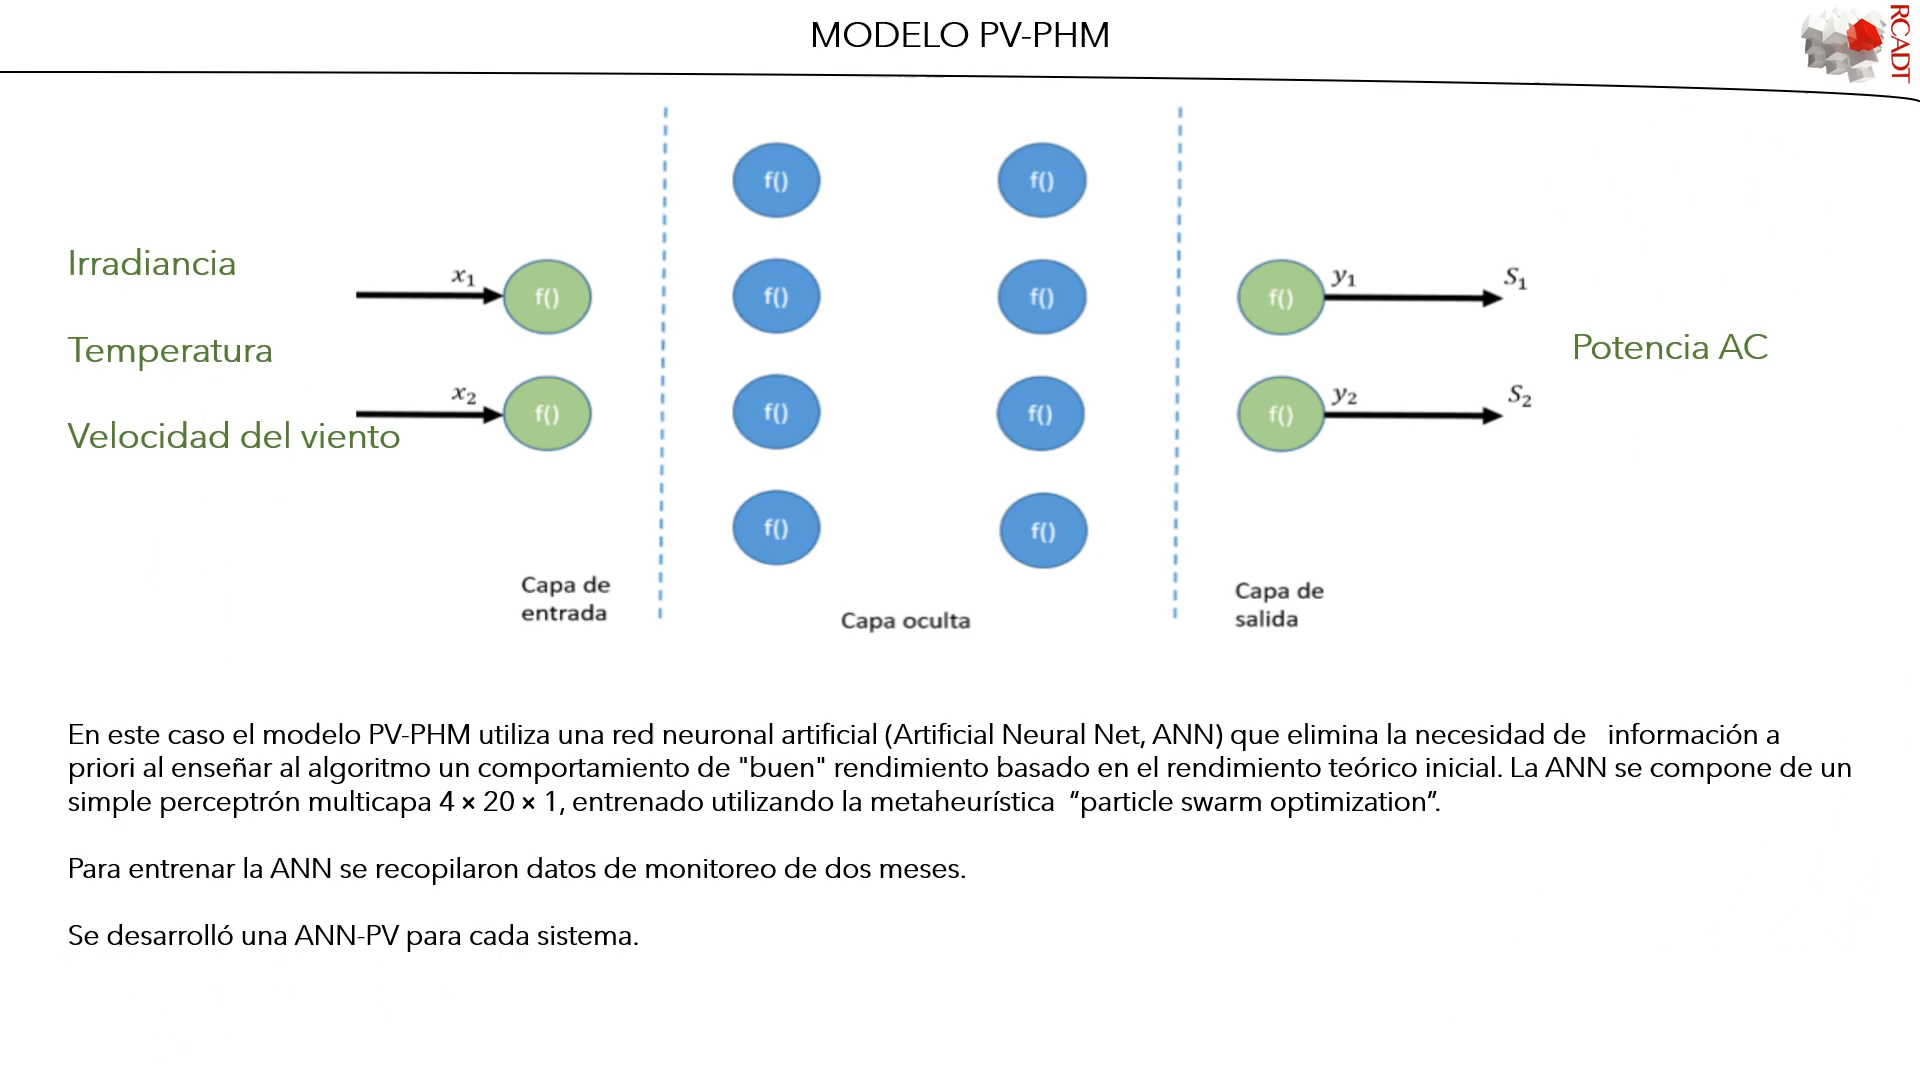 MODELO PV-PHM
RCADT
f()
f()
Irradiancia
x₁
f()
f()
f()
f()
y₁
S₁
Temperatura
Potencia AC
x₂
f()
f()
f()
f()
y₂
S₂
Velocidad del viento
f()
f()
Capa de
entrada
Capa oculta
Capa de
salida
En este caso el modelo PV-PHM utiliza una red neuronal artificial (Artificial Neural Net, ANN) que elimina la necesidad de información a
priori al enseñar al algoritmo un comportamiento de "buen" rendimiento basado en el rendimiento teórico inicial. La ANN se compone de un
simple perceptrón multicapa 4 × 20 × 1, entrenado utilizando la metaheurística “particle swarm optimization”.
Para entrenar la ANN se recopilaron datos de monitoreo de dos meses.
Se desarrolló una ANN-PV para cada sistema.